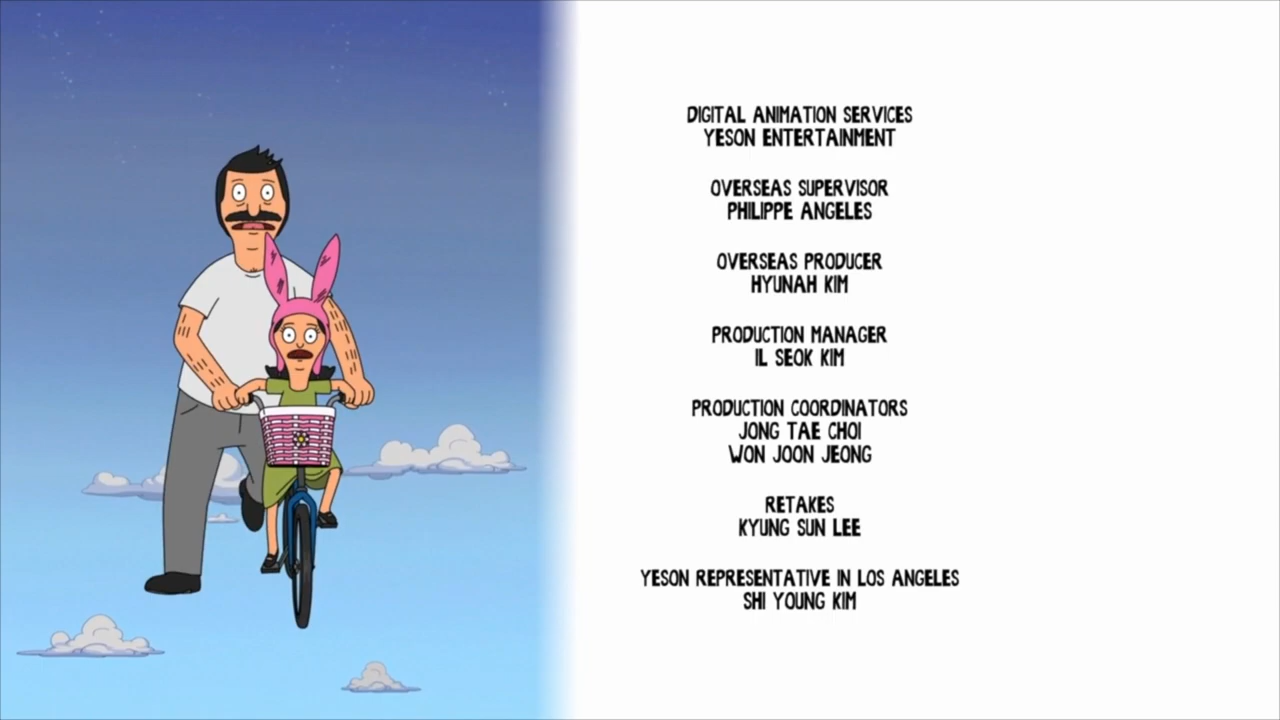 DIGITAL ANIMATION SERVICES
YESON ENTERTAINMENT
OVERSEAS SUPERVISOR
PHILIPPE ANGELES
OVERSEAS PRODUCER
HYUNAH KIM
PRODUCTION MANAGER
IL SEOK KIM
PRODUCTION COORDINATORS
JONG TAE CHOI
WON JOON JEONG
RETAKES
KYUNG SUN LEE
YESON REPRESENTATIVE IN LOS ANGELES
SHI YOUNG KIM